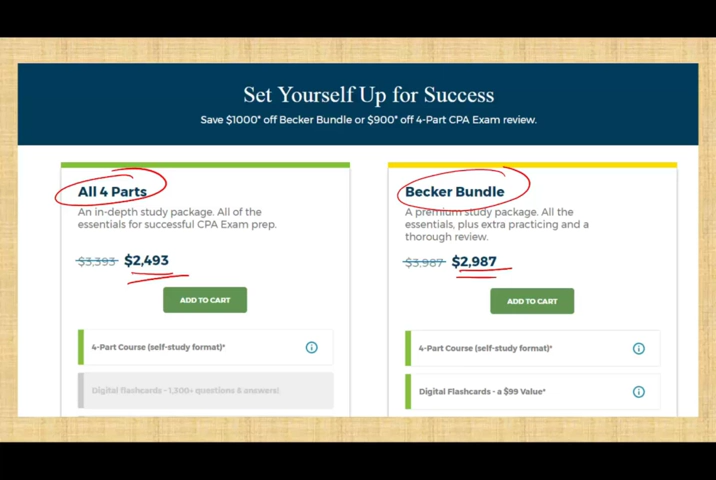 Set Yourself Up for Success
Save $1000* off Becker Bundle or $900* off 4-Part CPA Exam review.
All 4 Parts
An in-depth study package. All of the
essentials for successful CPA Exam prep.
$3,393 $2,493
ADD TO CART
4-Part Course (self-study format)*
Digital flashcards - 1,300+ questions & answers!
Becker Bundle
A premium study package. All the
essentials, plus extra practicing and a
thorough review.
$3,987 $2,987
ADD TO CART
4-Part Course (self-study format)*
Digital Flashcards - a $99 Value*